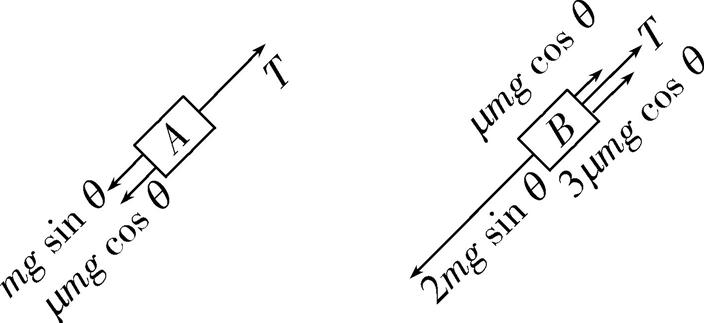 T
A
mg sin θ
μmg cos θ
μmg cos θ
T
B
3μmg cos θ
2mg sin θ